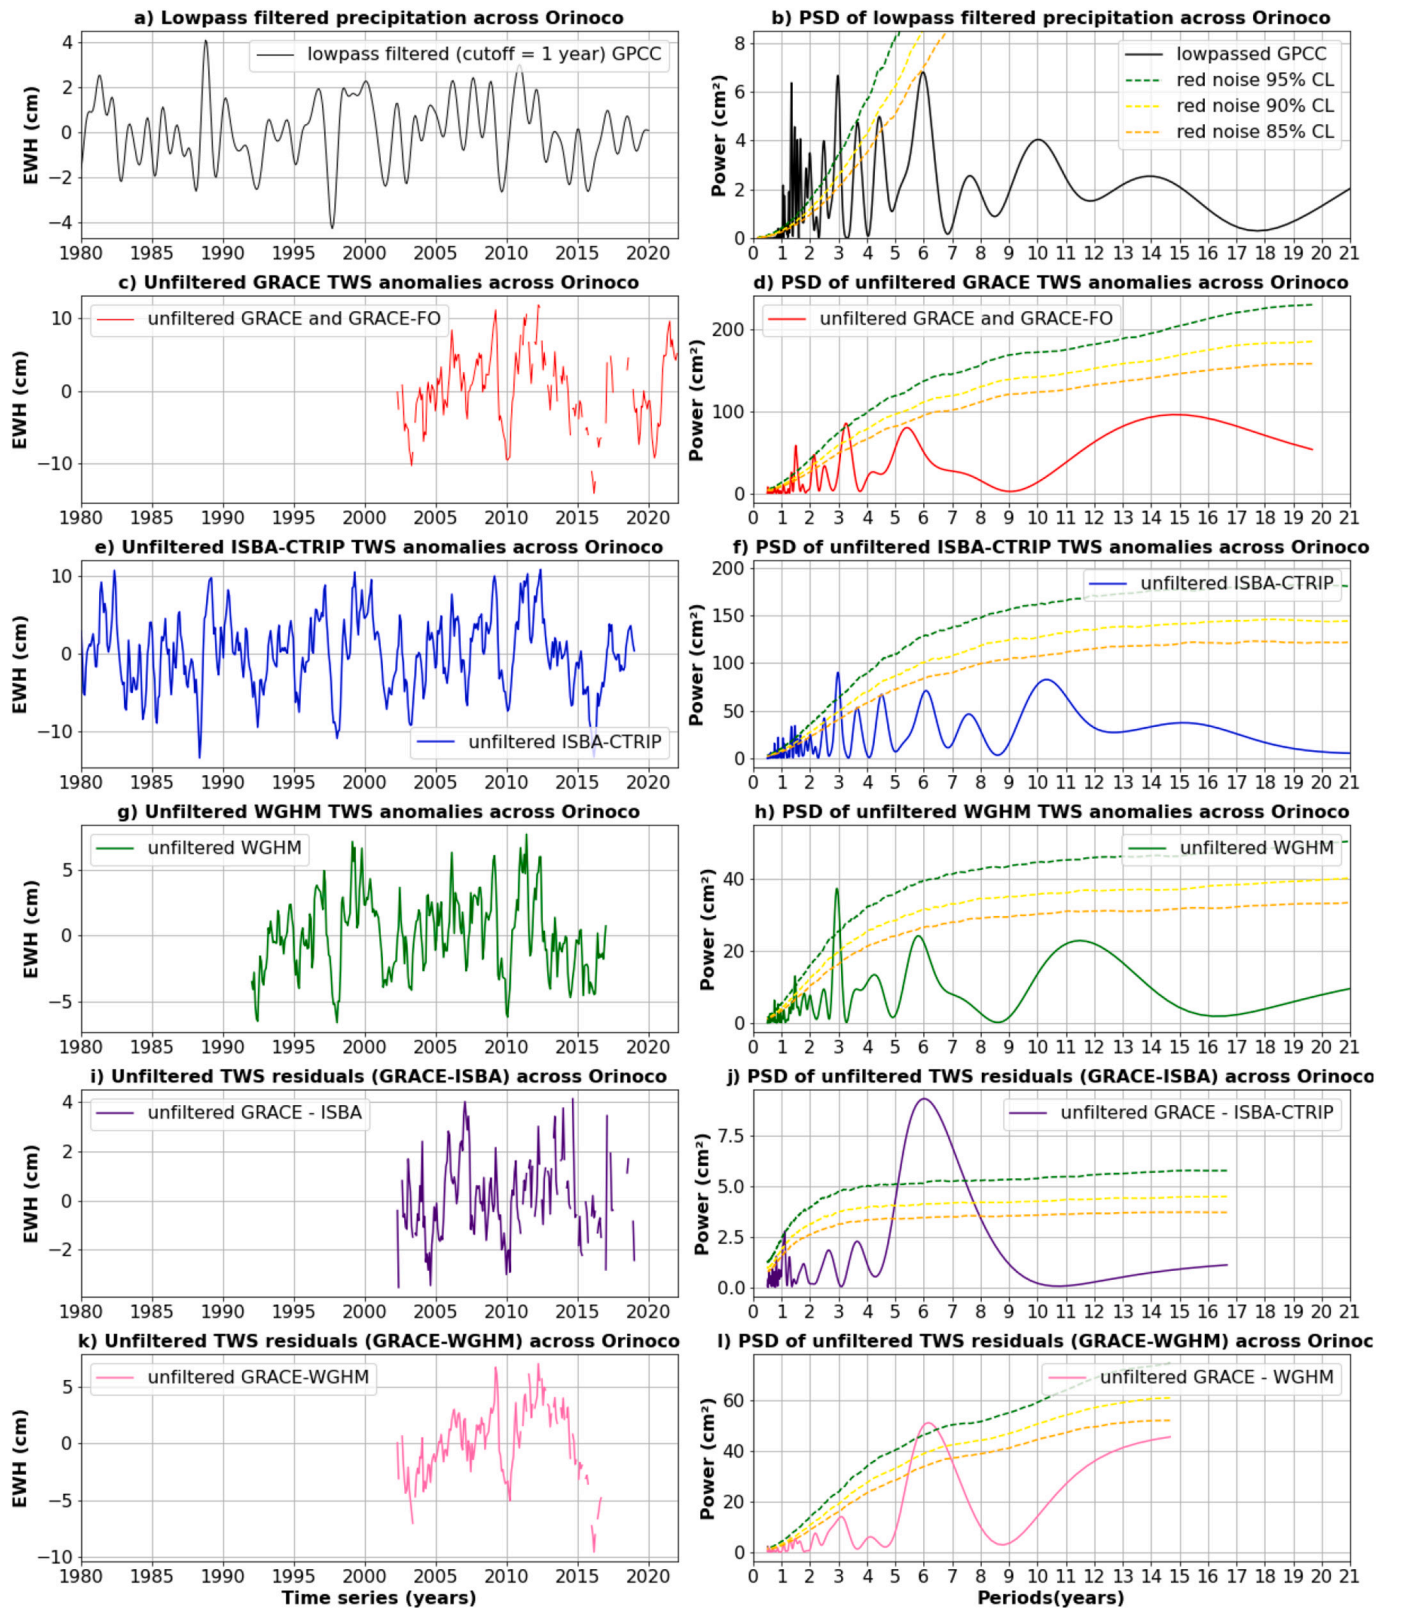 a) Lowpass filtered precipitation across Orinoco
lowpass filtered (cutoff = 1 year) GPCC
EWH (cm)
4
2
0
−2
−4
1980 1985 1990 1995 2000 2005 2010 2015 2020
b) PSD of lowpass filtered precipitation across Orinoco
lowpassed GPCC
red noise 95% CL
red noise 90% CL
red noise 85% CL
Power (cm²)
8
6
4
2
0
0 1 2 3 4 5 6 7 8 9 10 11 12 13 14 15 16 17 18 19 20 21
c) Unfiltered GRACE TWS anomalies across Orinoco
unfiltered GRACE and GRACE-FO
EWH (cm)
10
0
−10
1980 1985 1990 1995 2000 2005 2010 2015 2020
d) PSD of unfiltered GRACE TWS anomalies across Orinoco
unfiltered GRACE and GRACE-FO
Power (cm²)
200
100
0
0 1 2 3 4 5 6 7 8 9 10 11 12 13 14 15 16 17 18 19 20 21
e) Unfiltered ISBA-CTRIP TWS anomalies across Orinoco
EWH (cm)
10
0
−10
unfiltered ISBA-CTRIP
1980 1985 1990 1995 2000 2005 2010 2015 2020
f) PSD of unfiltered ISBA-CTRIP TWS anomalies across Orinoco
unfiltered ISBA-CTRIP
Power (cm²)
200
150
100
50
0
0 1 2 3 4 5 6 7 8 9 10 11 12 13 14 15 16 17 18 19 20 21
g) Unfiltered WGHM TWS anomalies across Orinoco
unfiltered WGHM
EWH (cm)
5
0
−5
1980 1985 1990 1995 2000 2005 2010 2015 2020
h) PSD of unfiltered WGHM TWS anomalies across Orinoco
unfiltered WGHM
Power (cm²)
40
20
0
0 1 2 3 4 5 6 7 8 9 10 11 12 13 14 15 16 17 18 19 20 21
i) Unfiltered TWS residuals (GRACE-ISBA) across Orinoco
unfiltered GRACE - ISBA
EWH (cm)
4
2
0
−2
1980 1985 1990 1995 2000 2005 2010 2015 2020
j) PSD of unfiltered TWS residuals (GRACE-ISBA) across Orinoco
unfiltered GRACE - ISBA-CTRIP
Power (cm²)
7.5
5.0
2.5
0.0
0 1 2 3 4 5 6 7 8 9 10 11 12 13 14 15 16 17 18 19 20 21
k) Unfiltered TWS residuals (GRACE-WGHM) across Orinoco
unfiltered GRACE-WGHM
EWH (cm)
5
0
−5
−10
1980 1985 1990 1995 2000 2005 2010 2015 2020
Time series (years)
l) PSD of unfiltered TWS residuals (GRACE-WGHM) across Orinoc
unfiltered GRACE - WGHM
Power (cm²)
60
40
20
0
0 1 2 3 4 5 6 7 8 9 10 11 12 13 14 15 16 17 18 19 20 21
Periods(years)